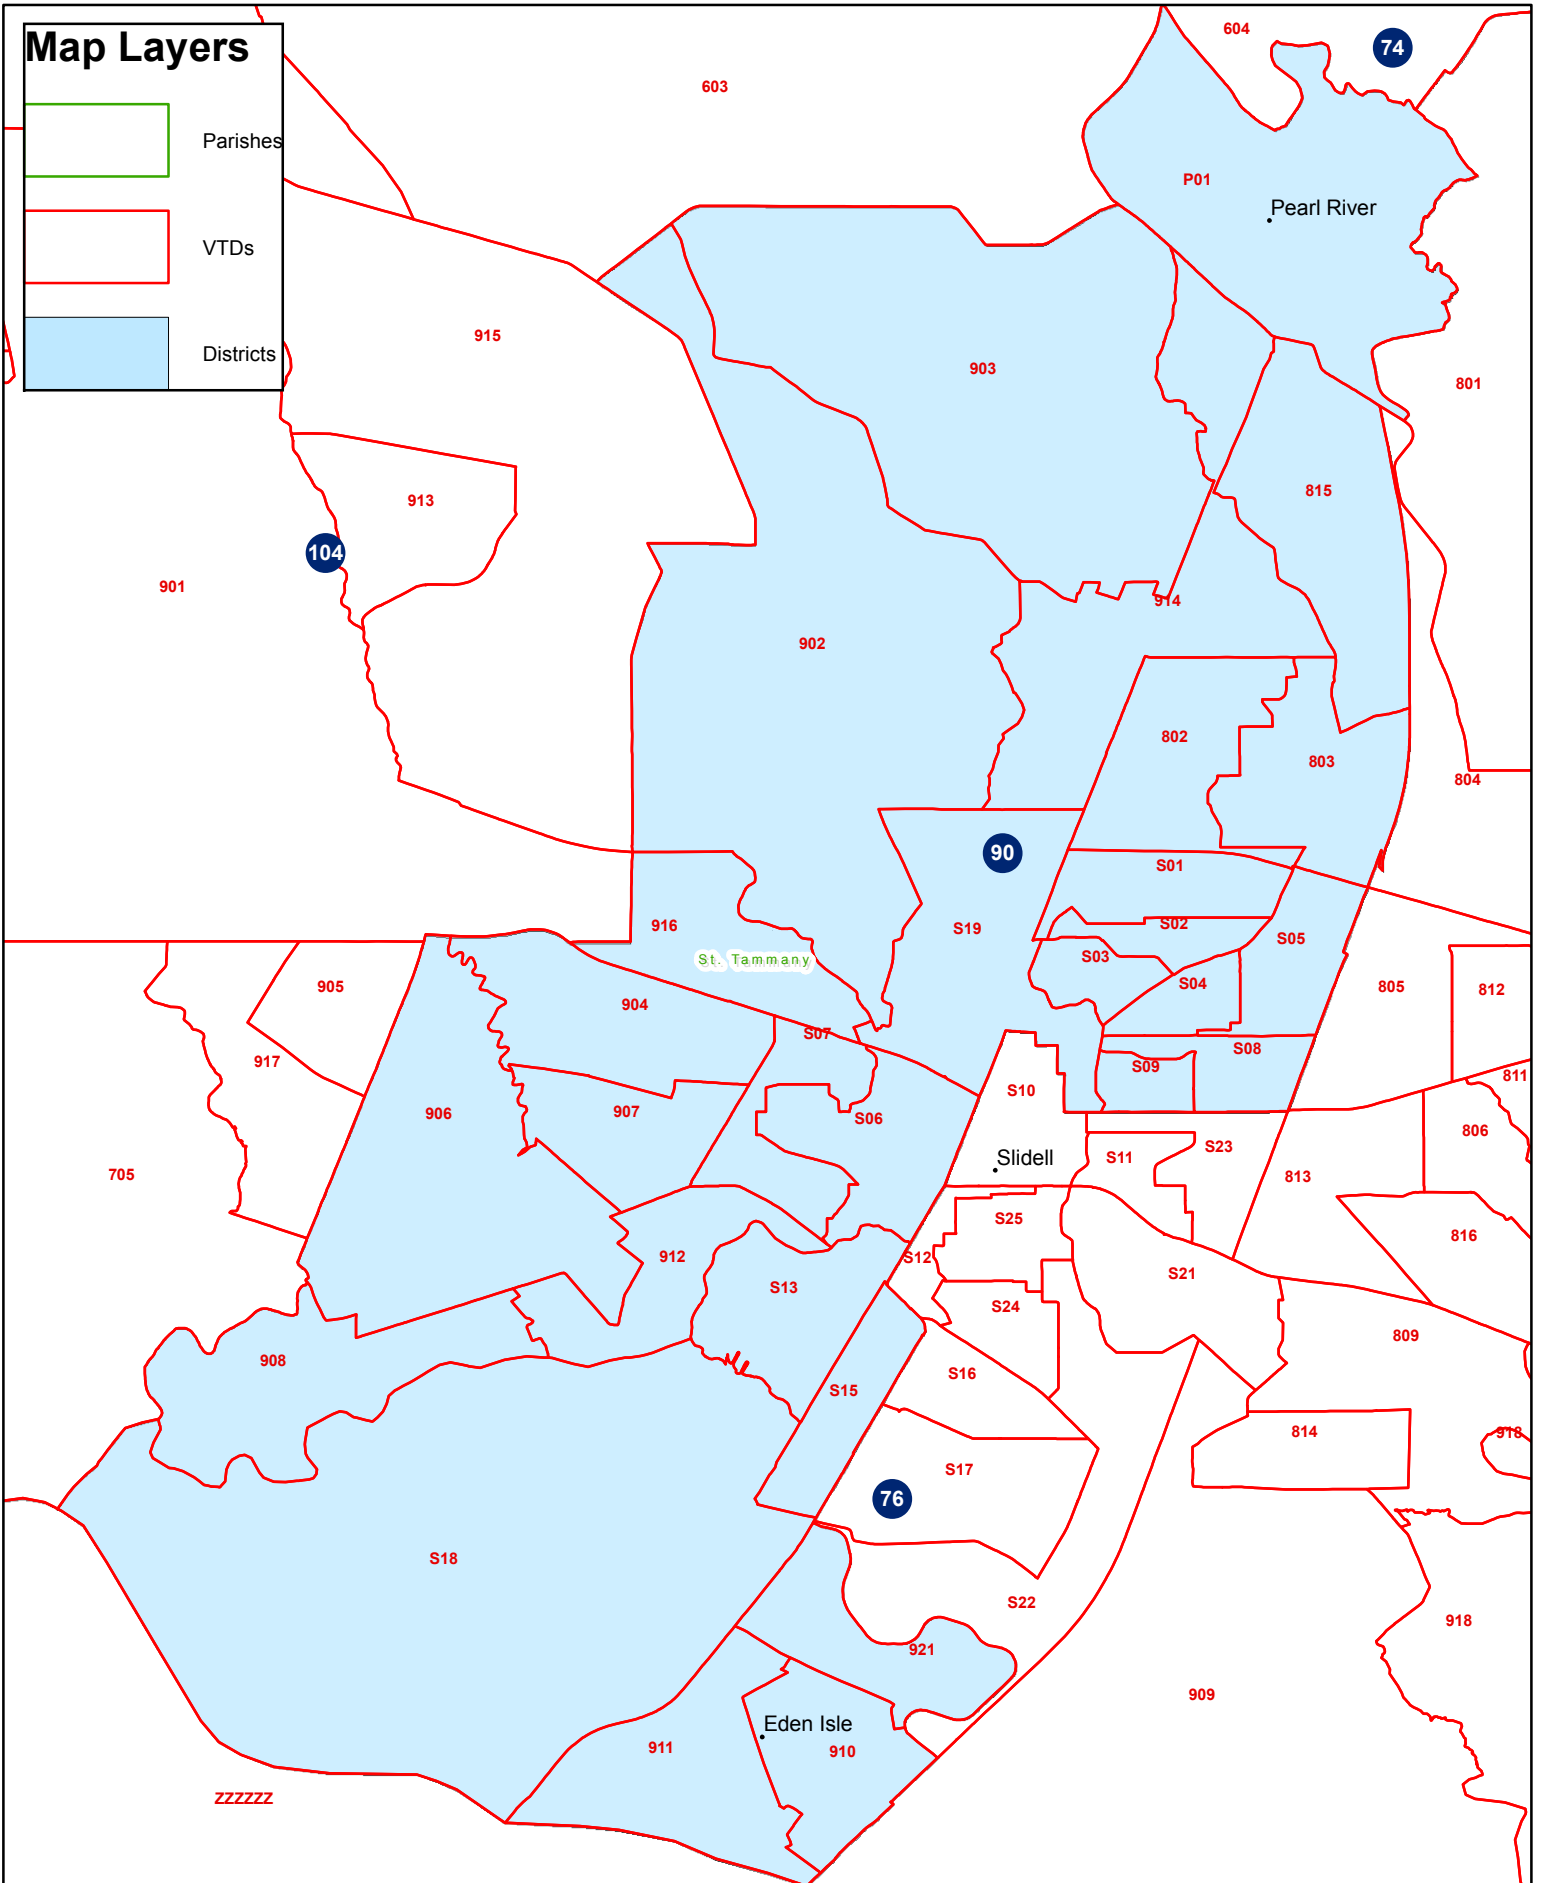 Map Layers
Parishes
VTDs
Districts
604
74
603
P01
Pearl River
915
903
801
913
815
104
901
914
902
802
803
804
90
S01
916
S19
S02
S05
St. Tammany
S03
905
904
S04
805
812
S07
917
S08
S09
811
906
907
S10
S06
806
S11
S23
Slidell
705
813
S25
912
S12
816
S13
S21
S24
809
908
S16
S15
814
918
S17
76
S18
S22
918
921
909
Eden Isle
911
910
ZZZZZZ